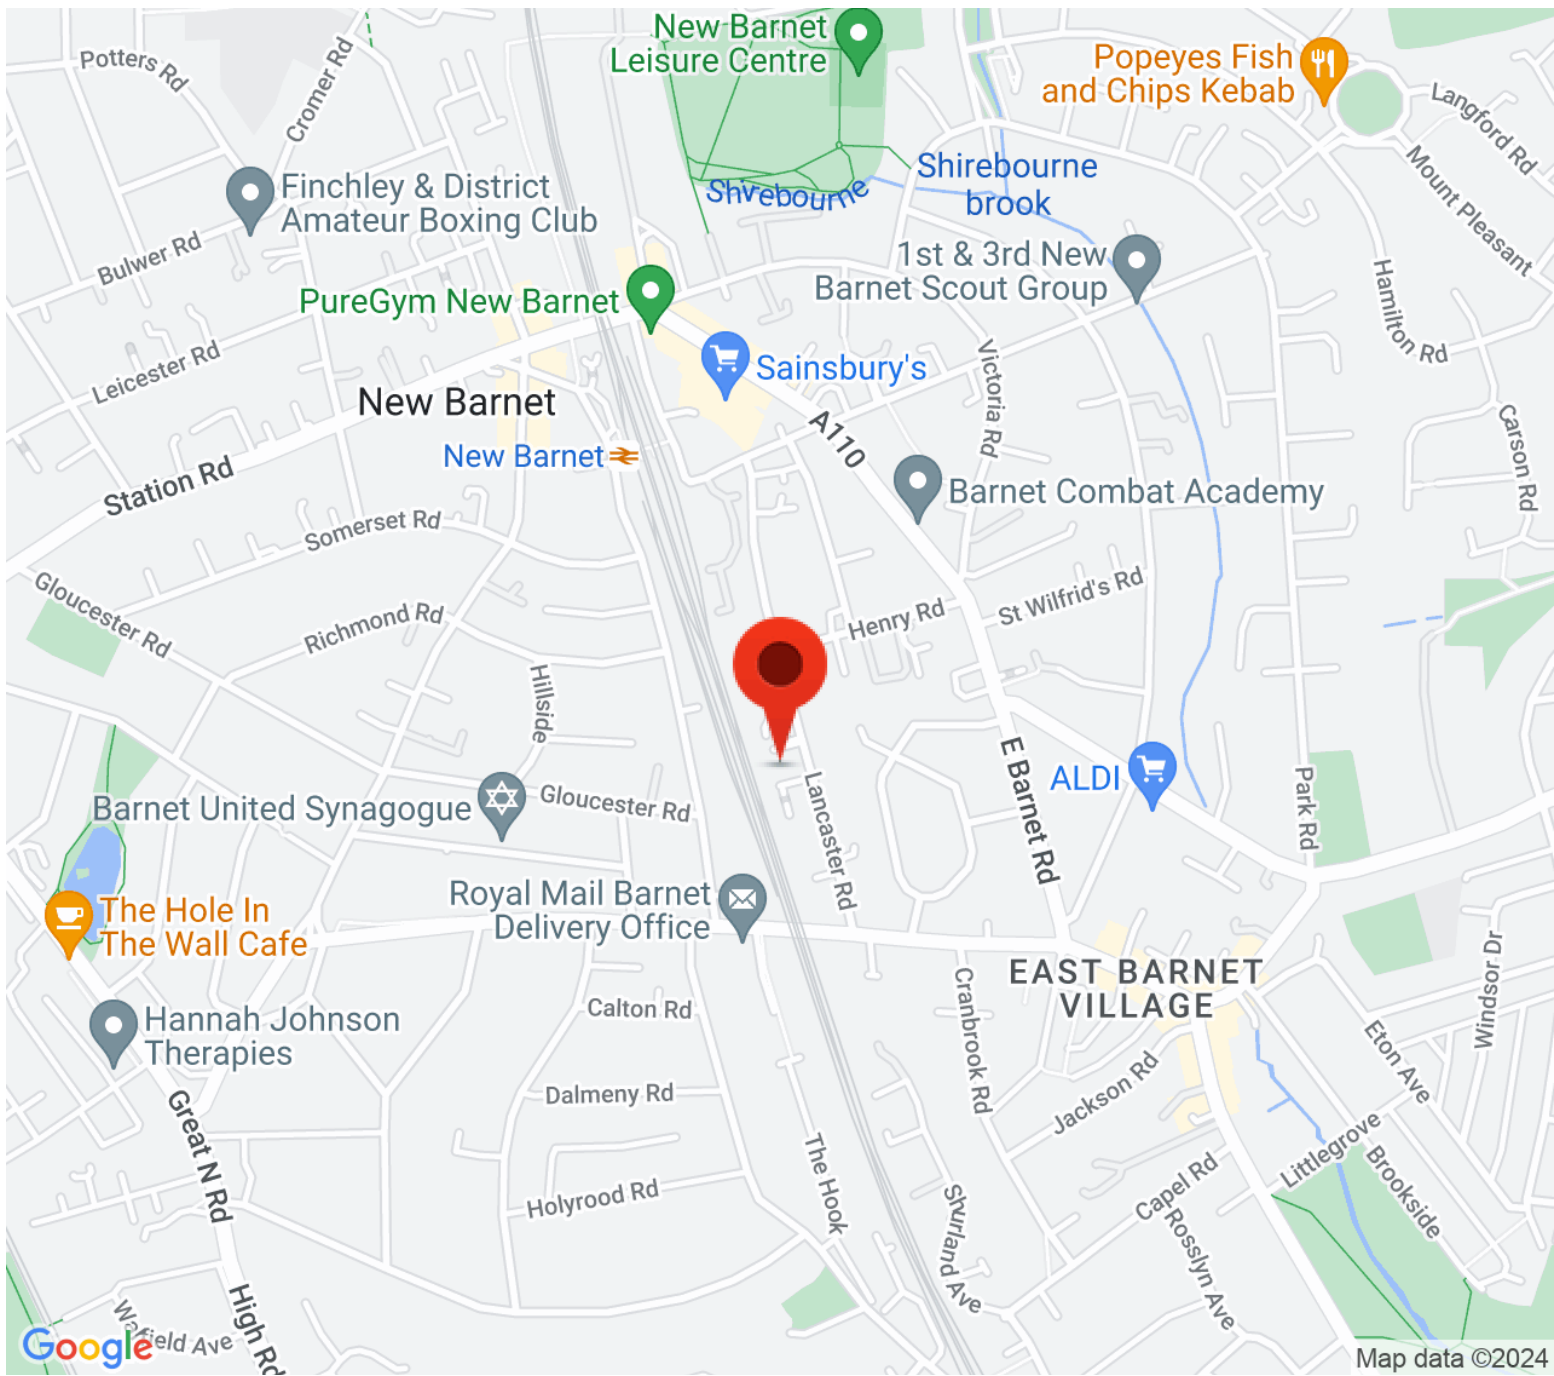 New Barnet
Leisure Centre
Popeyes Fish
and Chips Kebab
Potters Rd
Cromer Rd
Langford Rd
Mount Pleasant
Finchley & District
Amateur Boxing Club
Shirebourne
Shirebourne
brook
Bulwer Rd
1st & 3rd New
Barnet Scout Group
Hamilton Rd
PureGym New Barnet
Leicester Rd
Sainsbury's
Victoria Rd
New Barnet
A110
Carson Rd
New Barnet
Station Rd
Barnet Combat Academy
Somerset Rd
Gloucester Rd
Richmond Rd
Henry Rd
St Wilfrid's Rd
Hillside
E Barnet Rd
ALDI
Park Rd
Barnet United Synagogue
Gloucester Rd
Lancaster Rd
Royal Mail Barnet
Delivery Office
The Hole In
The Wall Cafe
EAST BARNET
VILLAGE
Windsor Dr
Calton Rd
Cranbrook Rd
Hannah Johnson
Therapies
Eton Ave
Jackson Rd
Dalmeny Rd
Great N Rd
The Hook
Littlegrove
Brookside
Holyrood Rd
Capel Rd
Shurland Ave
Rosslyn Ave
High Rd
Google
Map data ©2024